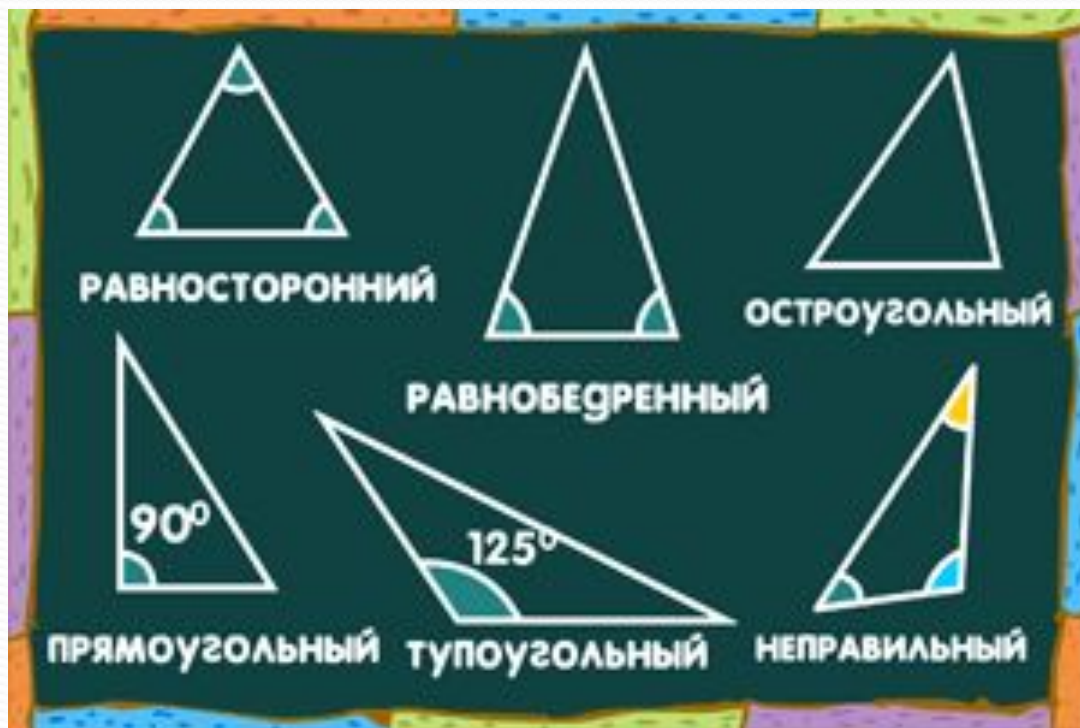 РАВНОСТОРОННИЙ
ОСТРОУГОЛЬНЫЙ
РАВНОБЕДРЕННЫЙ
90⁰
125⁰
ПРЯМОУГОЛЬНЫЙ
ТУПОУГОЛЬНЫЙ
НЕПРАВИЛЬНЫЙ